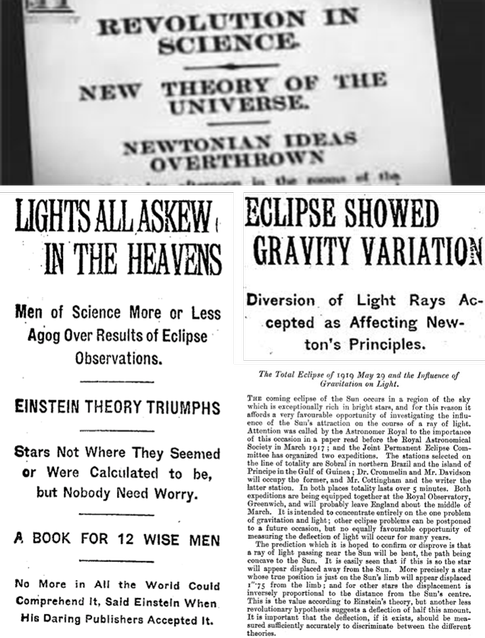 REVOLUTION IN
SCIENCE.
NEW THEORY OF THE
UNIVERSE.
NEWTONIAN IDEAS
OVERTHROWN
afternoon in the rooms of the
LIGHTS ALL ASKEW
IN THE HEAVENS
Men of Science More or Less
Agog Over Results of Eclipse
Observations.
EINSTEIN THEORY TRIUMPHS
Stars Not Where They Seemed
or Were Calculated to be,
but Nobody Need Worry.
A BOOK FOR 12 WISE MEN
No More in All the World Could
Comprehend It, Said Einstein When
His Daring Publishers Accepted It.
ECLIPSE SHOWED
GRAVITY VARIATION
Diversion of Light Rays Ac-
cepted as Affecting New-
ton's Principles.
The Total Eclipse of 1919 May 29 and the Influence of
Gravitation on Light.
THE coming eclipse of the Sun occurs in a region of the sky
which is exceptionally rich in bright stars, and for this reason it
affords a very favourable opportunity of investigating the influ-
ence of the Sun's attraction on the course of a ray of light.
Attention was called by the Astronomer Royal to the importance
of this occasion in a paper read before the Royal Astronomical
Society in March 1917; and the Joint Permanent Eclipse Com-
mittee has organized two expeditions. The stations selected on
the line of totality are Sobral in northern Brazil and the island of
Principe in the Gulf of Guinea; Dr. Crommelin and Mr. Davidson
will occupy the former, and Mr. Cottingham and the writer the
latter station. In both places totality lasts over 5 minutes. Both
expeditions are being equipped together at the Royal Observatory,
Greenwich, and will probably leave England about the middle of
March. It is intended to concentrate entirely on the one problem
of gravitation and light; other eclipse problems can be postponed
to a future occasion, but no equally favourable opportunity of
measuring the deflection of light will occur for many years.
The prediction which it is hoped to confirm or disprove is that
a ray of light passing near the Sun will be bent, the path being
concave to the Sun. It is easily seen that if this is so the star
will appear displaced away from the Sun. More precisely a star
whose true position is just on the Sun's limb will appear displaced
1"·75 from the limb; and for other stars the displacement is
inversely proportional to the distance from the Sun's centre.
This is the value according to Einstein's theory, but another less
revolutionary hypothesis suggests a deflection of half this amount.
It is important that the deflection, if it exists, should be mea-
sured sufficiently accurately to discriminate between the different
theories.